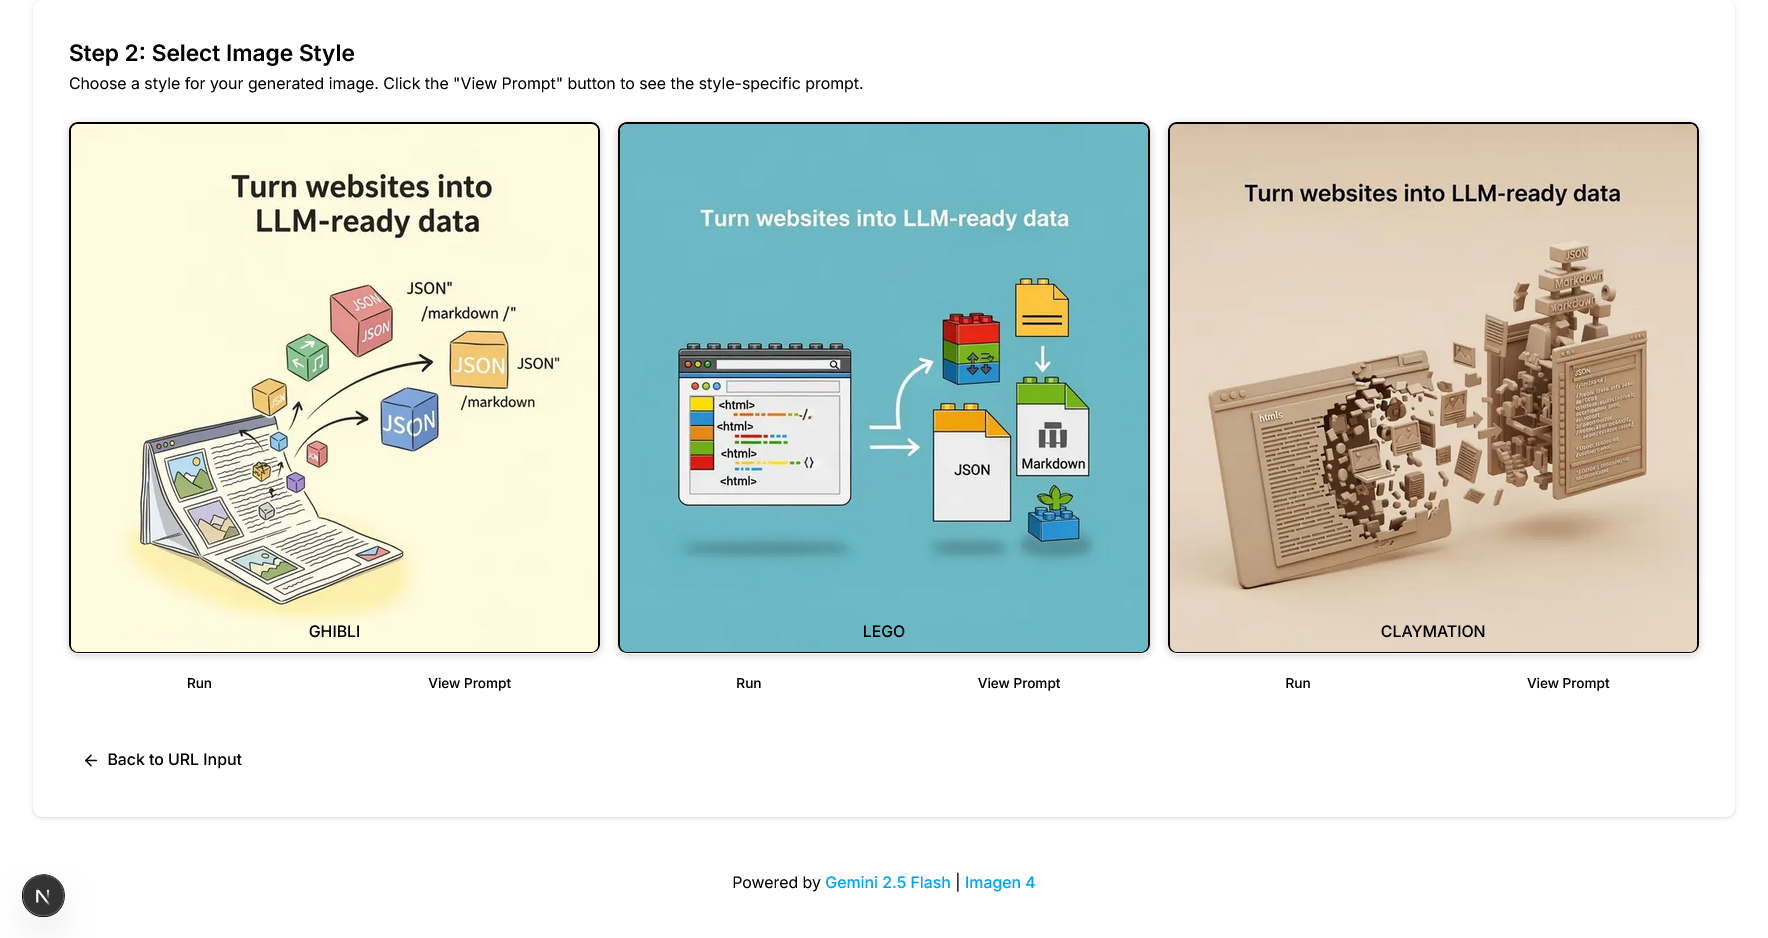 Step 2: Select Image Style
Choose a style for your generated image. Click the "View Prompt" button to see the style-specific prompt.
Turn websites into
LLM-ready data
JSON"
/markdown /"
JSON
JSON
JSON
JSON"
/markdown
JSON
JSON
JSON
GHIBLI
Turn websites into LLM-ready data
<html>
<html>
<html>
<html>
JSON
Markdown
LEGO
Turn websites into LLM-ready data
JSON
Markdown
Markdown
htmls
JSON
CLAYMATION
Run
View Prompt
Run
View Prompt
Run
View Prompt
← Back to URL Input
Powered by Gemini 2.5 Flash | Imagen 4
N